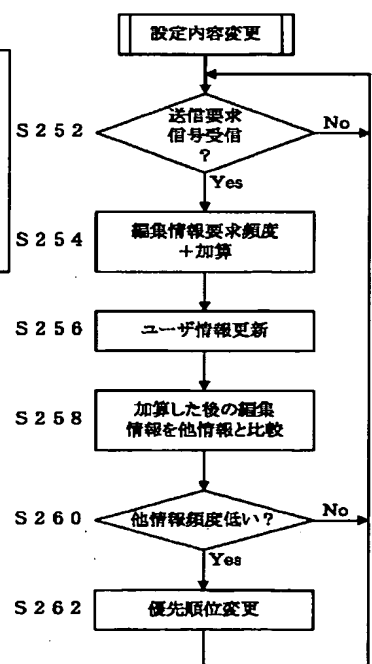 設定内容変更
S252
送信要求
信号受信
?
No
Yes
S254
編集情報要求頻度
+加算
S256
ユーザ情報更新
S258
加算した後の編集
情報を他情報と比較
S260
他情報頻度低い?
No
Yes
S262
優先順位変更